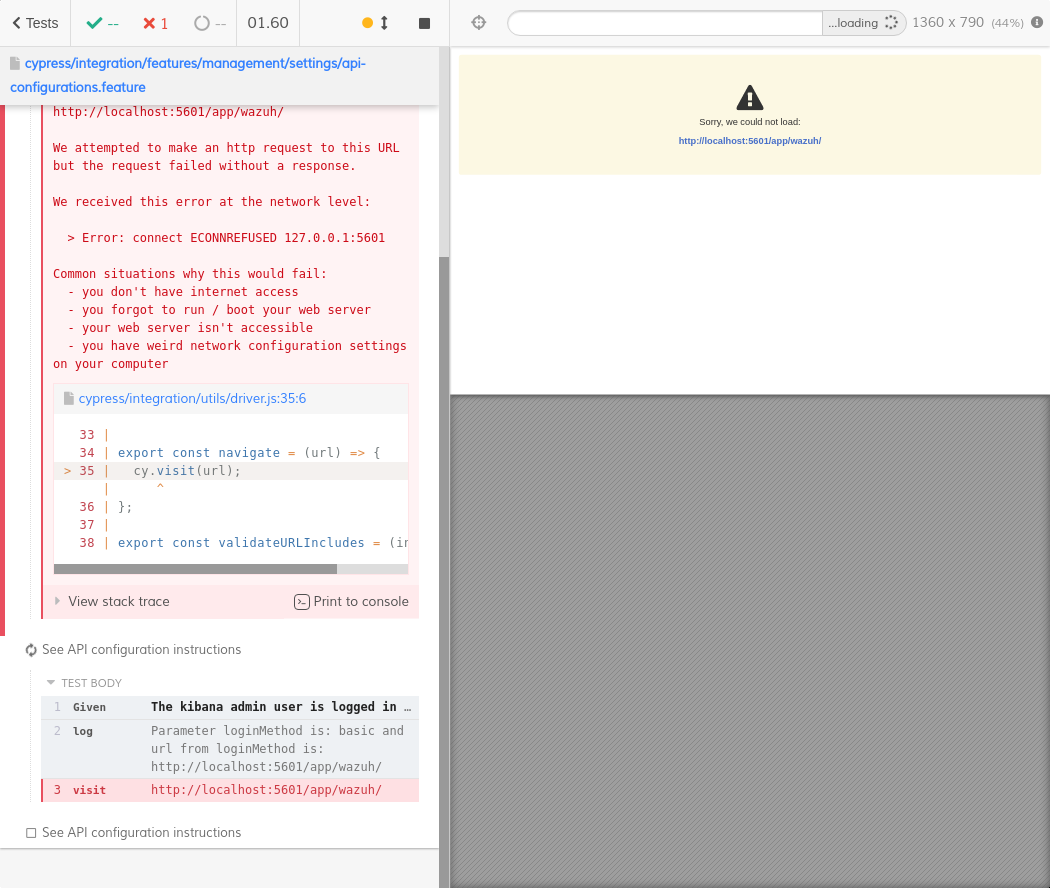 Tests
--
1
--
01.60
...loading
1360 x 790 (44%)
cypress/integration/features/management/settings/api-
configurations.feature
http://localhost:5601/app/wazuh/
We attempted to make an http request to this URL
but the request failed without a response.
We received this error at the network level:
> Error: connect ECONNREFUSED 127.0.0.1:5601
Common situations why this would fail:
- you don't have internet access
- you forgot to run / boot your web server
- your web server isn't accessible
- you have weird network configuration settings
on your computer
cypress/integration/utils/driver.js:35:6
33 |
34 | export const navigate = (url) => {
> 35 |   cy.visit(url);
|      ^
36 | };
37 |
38 | export const validateURLIncludes = (in
View stack trace
Print to console
See API configuration instructions
TEST BODY
1 Given The kibana admin user is logged in …
2 log Parameter loginMethod is: basic and
url from loginMethod is:
http://localhost:5601/app/wazuh/
3 visit http://localhost:5601/app/wazuh/
See API configuration instructions
Sorry, we could not load:
http://localhost:5601/app/wazuh/